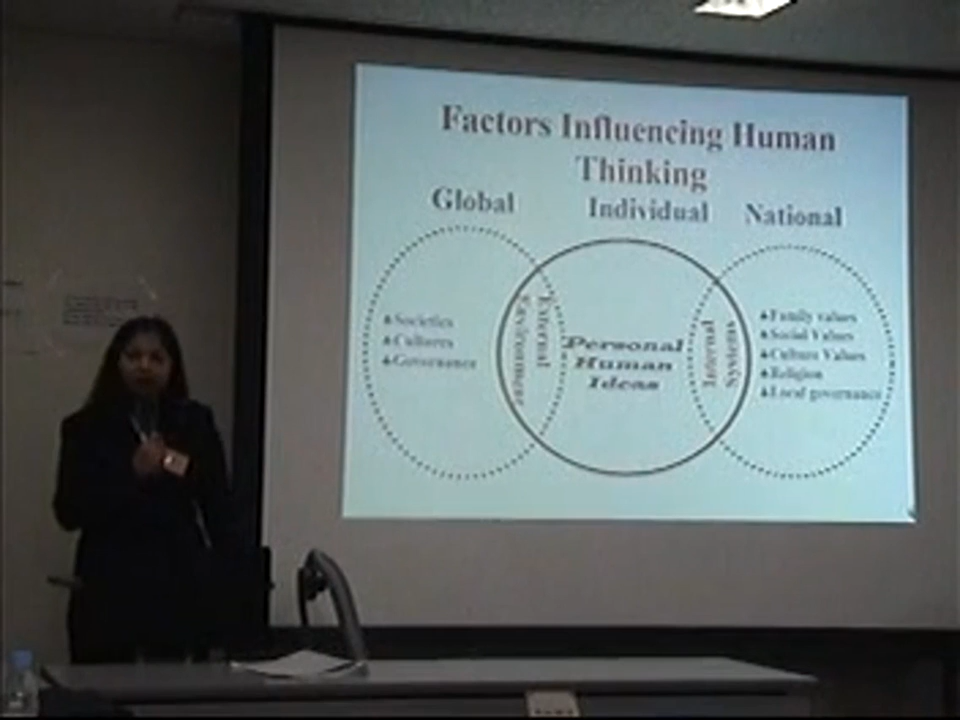 Factors Influencing Human
Thinking
Global
Individual
National
Societies
Cultures
Governance
External
Environment
Personal
Human
Ideas
Internal
Systems
Family values
Social Values
Culture Values
Religion
Local governance